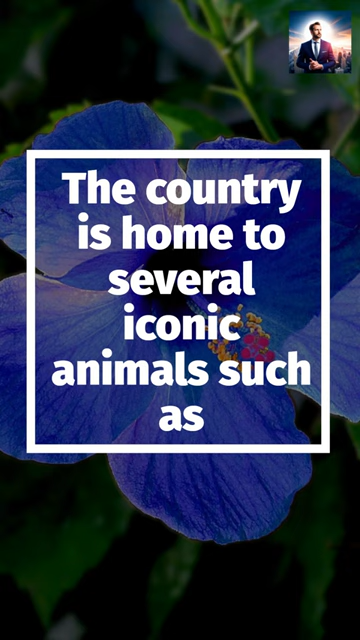 The country
is home to
several
iconic
animals such
as